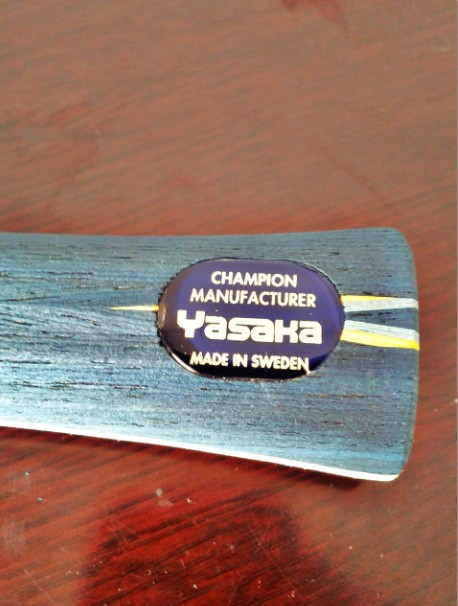 CHAMPION
MANUFACTURER
Yasaka
MADE IN SWEDEN